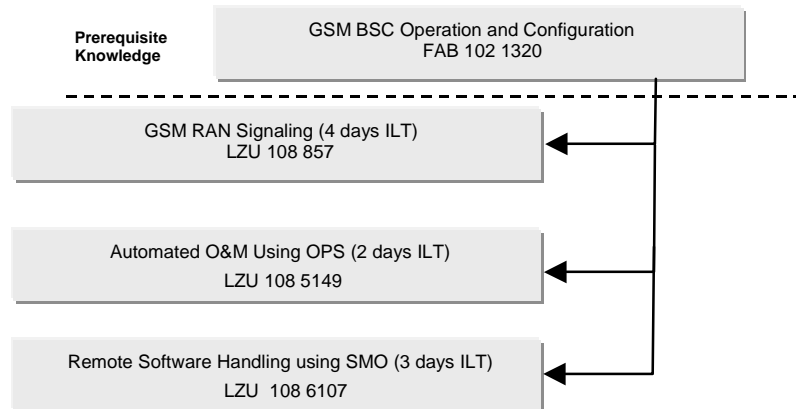 Prerequisite
Knowledge
GSM BSC Operation and Configuration
FAB 102 1320
GSM RAN Signaling (4 days ILT)
LZU 108 857
Automated O&M Using OPS (2 days ILT)
LZU 108 5149
Remote Software Handling using SMO (3 days ILT)
LZU 108 6107